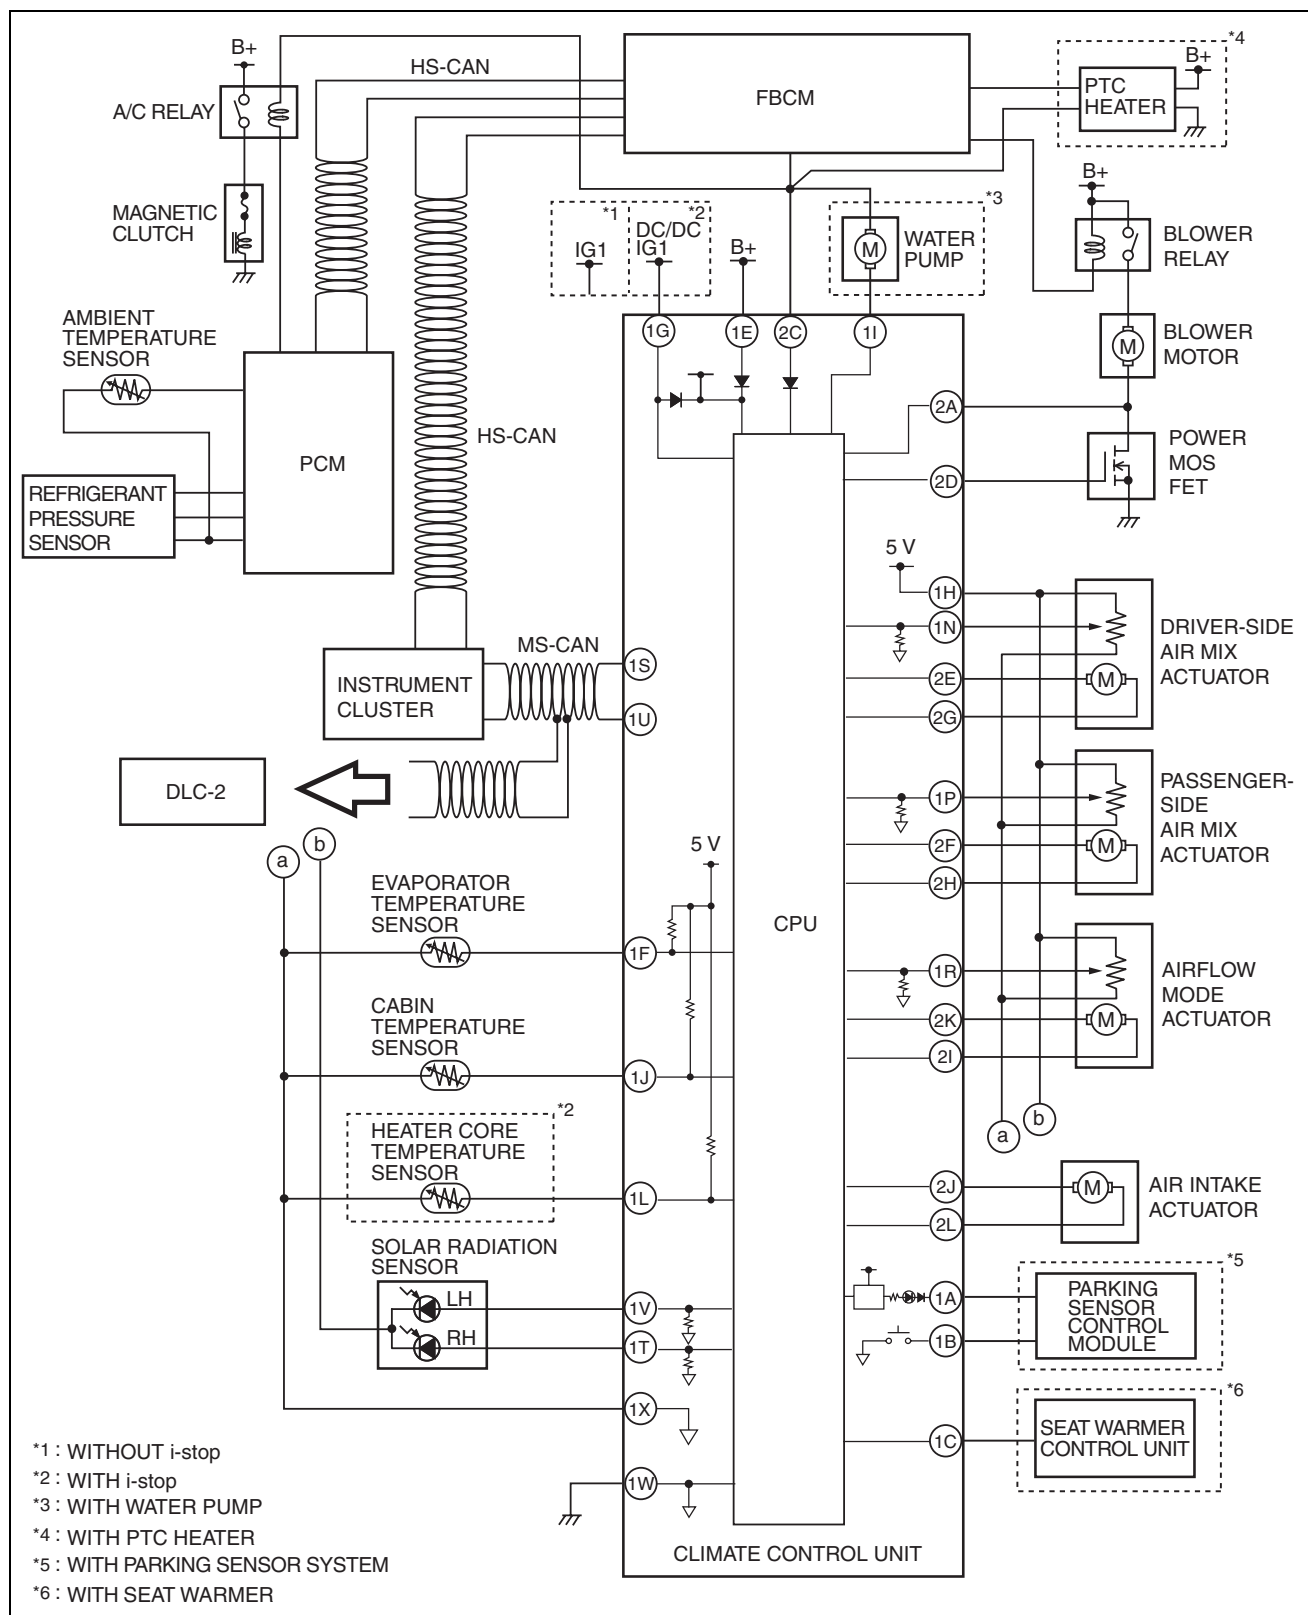 B+
HS-CAN
FBCM
*4
B+
PTC
HEATER
A/C RELAY
B+
MAGNETIC
CLUTCH
*1
*2
*3
IG1
DC/DC
IG1
B+
M
WATER
PUMP
BLOWER
RELAY
1G
1E
2C
1I
M
BLOWER
MOTOR
AMBIENT
TEMPERATURE
SENSOR
2A
HS-CAN
PCM
POWER
MOS
FET
2D
REFRIGERANT
PRESSURE
SENSOR
5 V
1H
1N
DRIVER-SIDE
AIR MIX
ACTUATOR
MS-CAN
1S
2E
M
INSTRUMENT
CLUSTER
1U
2G
DLC-2
1P
PASSENGER-
SIDE
AIR MIX
ACTUATOR
2F
M
2H
a
b
5 V
EVAPORATOR
TEMPERATURE
SENSOR
CPU
1F
1R
AIRFLOW
MODE
ACTUATOR
CABIN
TEMPERATURE
SENSOR
2K
M
2I
1J
*2
HEATER CORE
TEMPERATURE
SENSOR
a
b
1L
2J
M
AIR INTAKE
ACTUATOR
2L
SOLAR RADIATION
SENSOR
*5
LH
1V
1A
PARKING
SENSOR
CONTROL
MODULE
RH
1T
1B
*6
1X
1C
SEAT WARMER
CONTROL UNIT
1W
*1 : WITHOUT i-stop
*2 : WITH i-stop
*3 : WITH WATER PUMP
*4 : WITH PTC HEATER
*5 : WITH PARKING SENSOR SYSTEM
*6 : WITH SEAT WARMER
CLIMATE CONTROL UNIT